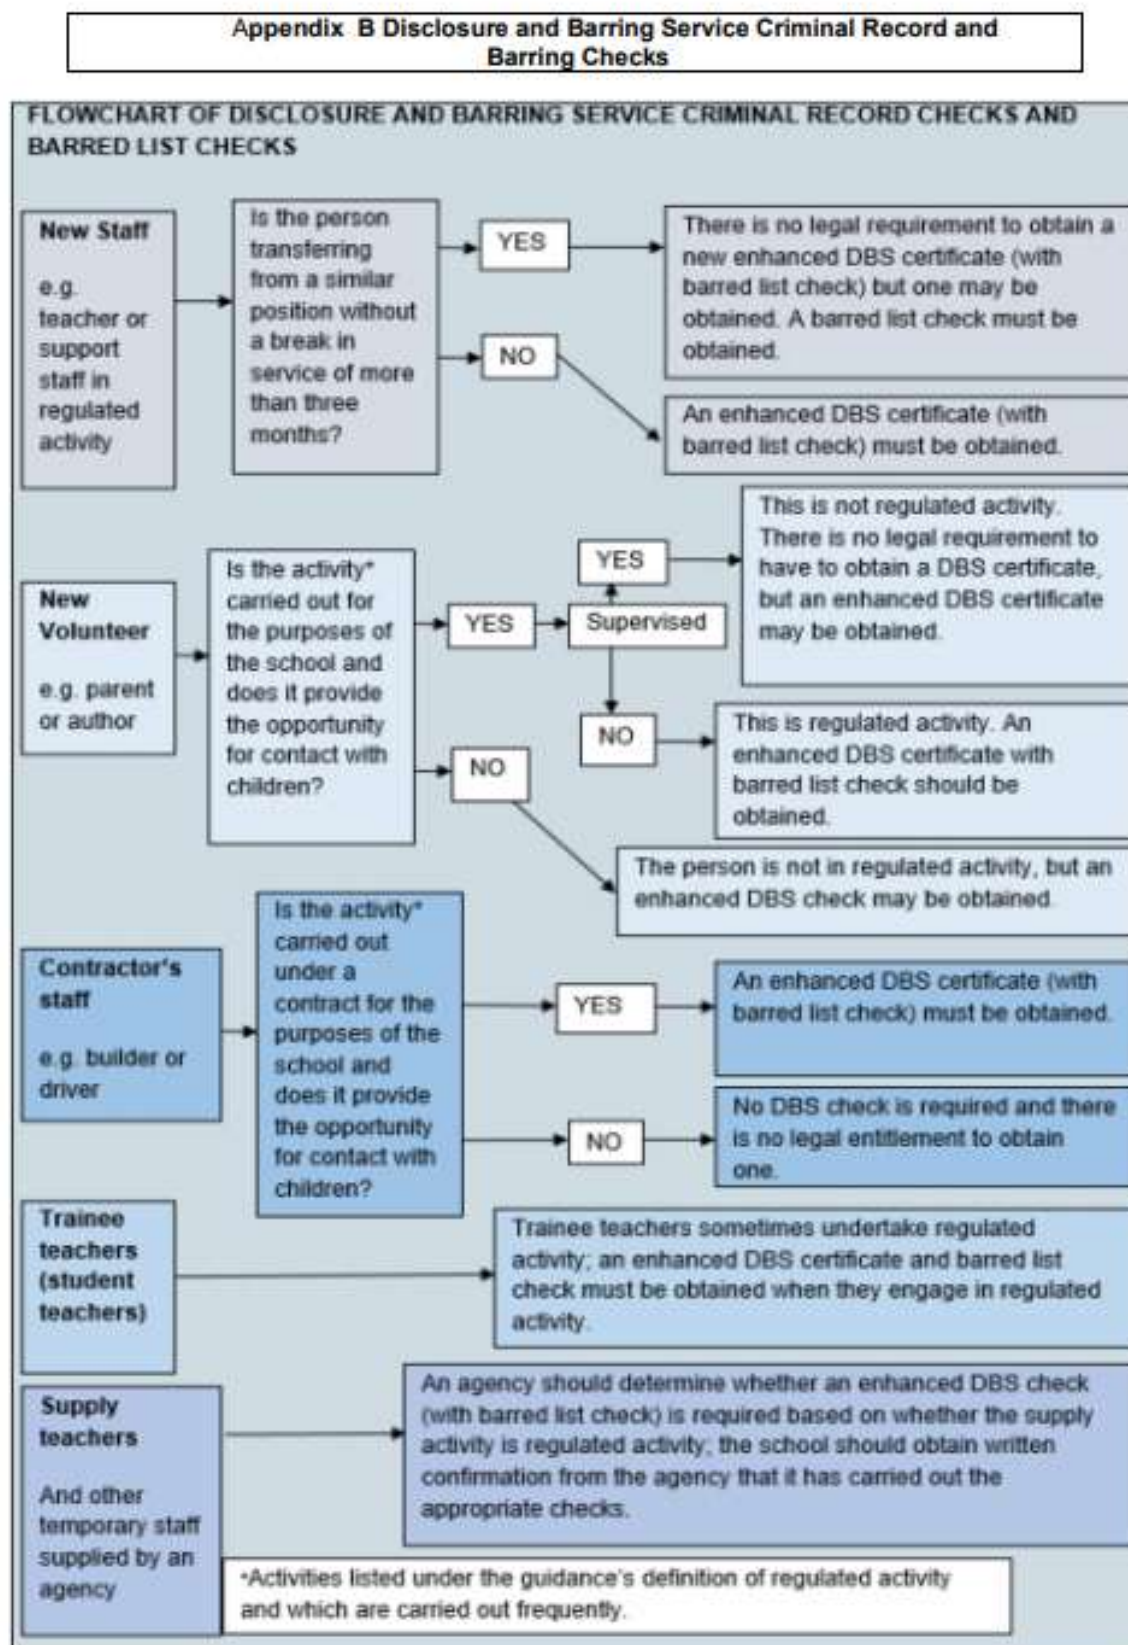 Appendix B Disclosure and Barring Service Criminal Record and
Barring Checks
FLOWCHART OF DISCLOSURE AND BARRING SERVICE CRIMINAL RECORD CHECKS AND
BARRED LIST CHECKS
New Staff
e.g.
teacher or
support
staff in
regulated
activity
Is the person
transferring
from a similar
position without
a break in
service of more
than three
months?
YES
There is no legal requirement to obtain a
new enhanced DBS certificate (with
barred list check) but one may be
obtained. A barred list check must be
obtained.
NO
An enhanced DBS certificate (with
barred list check) must be obtained.
New
Volunteer
e.g. parent
or author
Is the activity*
carried out for
the purposes of
the school and
does it provide
the opportunity
for contact with
children?
YES
Supervised
YES
This is not regulated activity.
There is no legal requirement to
have to obtain a DBS certificate,
but an enhanced DBS certificate
may be obtained.
NO
This is regulated activity. An
enhanced DBS certificate with
barred list check should be
obtained.
NO
The person is not in regulated activity, but an
enhanced DBS check may be obtained.
Contractor's
staff
e.g. builder or
driver
Is the activity*
carried out
under a
contract for the
purposes of the
school and
does it provide
the opportunity
for contact with
children?
YES
An enhanced DBS certificate (with
barred list check) must be obtained.
NO
No DBS check is required and there
is no legal entitlement to obtain
one.
Trainee
teachers
(student
teachers)
Trainee teachers sometimes undertake regulated
activity; an enhanced DBS certificate and barred list
check must be obtained when they engage in regulated
activity.
Supply
teachers
And other
temporary staff
supplied by an
agency
An agency should determine whether an enhanced DBS check
(with barred list check) is required based on whether the supply
activity is regulated activity; the school should obtain written
confirmation from the agency that it has carried out the
appropriate checks.
*Activities listed under the guidance's definition of regulated activity
and which are carried out frequently.